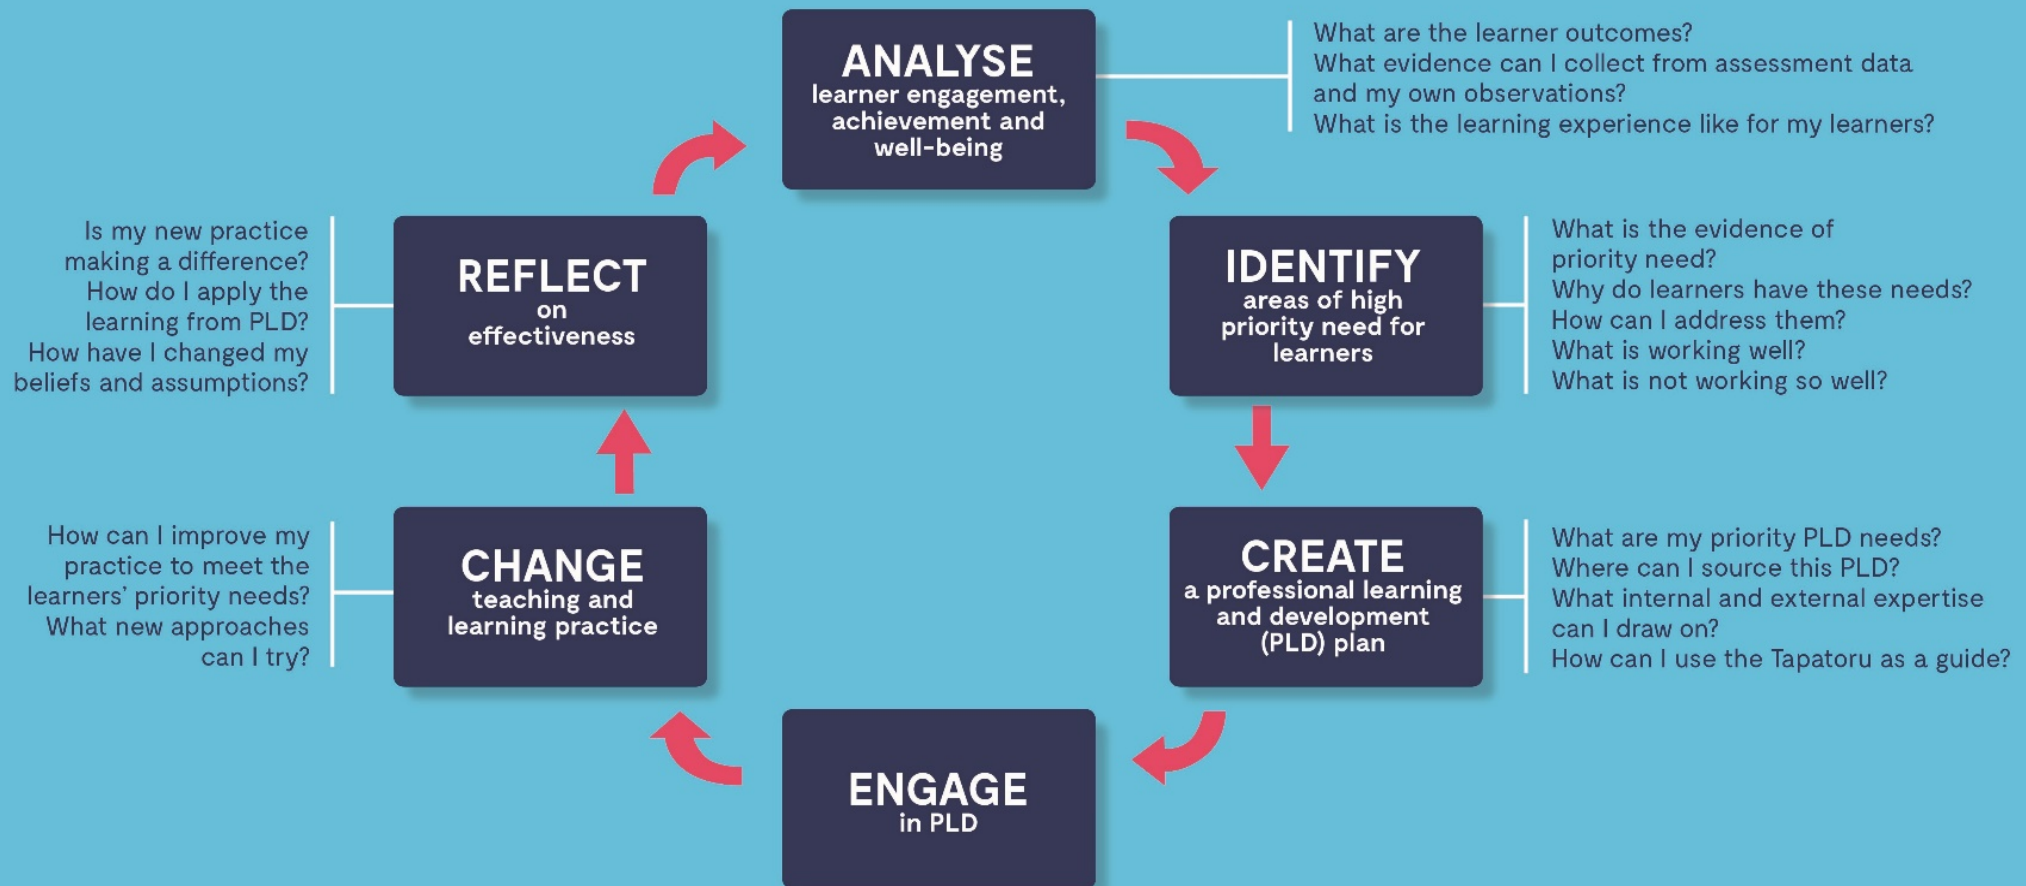 ANALYSE
learner engagement,
achievement and
well-being
What are the learner outcomes?
What evidence can I collect from assessment data
and my own observations?
What is the learning experience like for my learners?
IDENTIFY
areas of high
priority need for
learners
What is the evidence of
priority need?
Why do learners have these needs?
How can I address them?
What is working well?
What is not working so well?
CREATE
a professional learning
and development
(PLD) plan
What are my priority PLD needs?
Where can I source this PLD?
What internal and external expertise
can I draw on?
How can I use the Tapatoru as a guide?
ENGAGE
in PLD
CHANGE
teaching and
learning practice
How can I improve my
practice to meet the
learners' priority needs?
What new approaches
can I try?
REFLECT
on
effectiveness
Is my new practice
making a difference?
How do I apply the
learning from PLD?
How have I changed my
beliefs and assumptions?